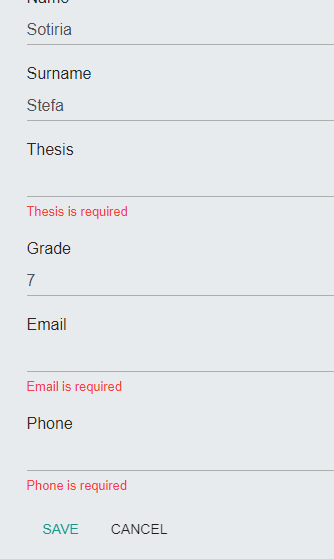 Name
Sotiria
Surname
Stefa
Thesis
Thesis is required
Grade
7
Email
Email is required
Phone
Phone is required
SAVE CANCEL